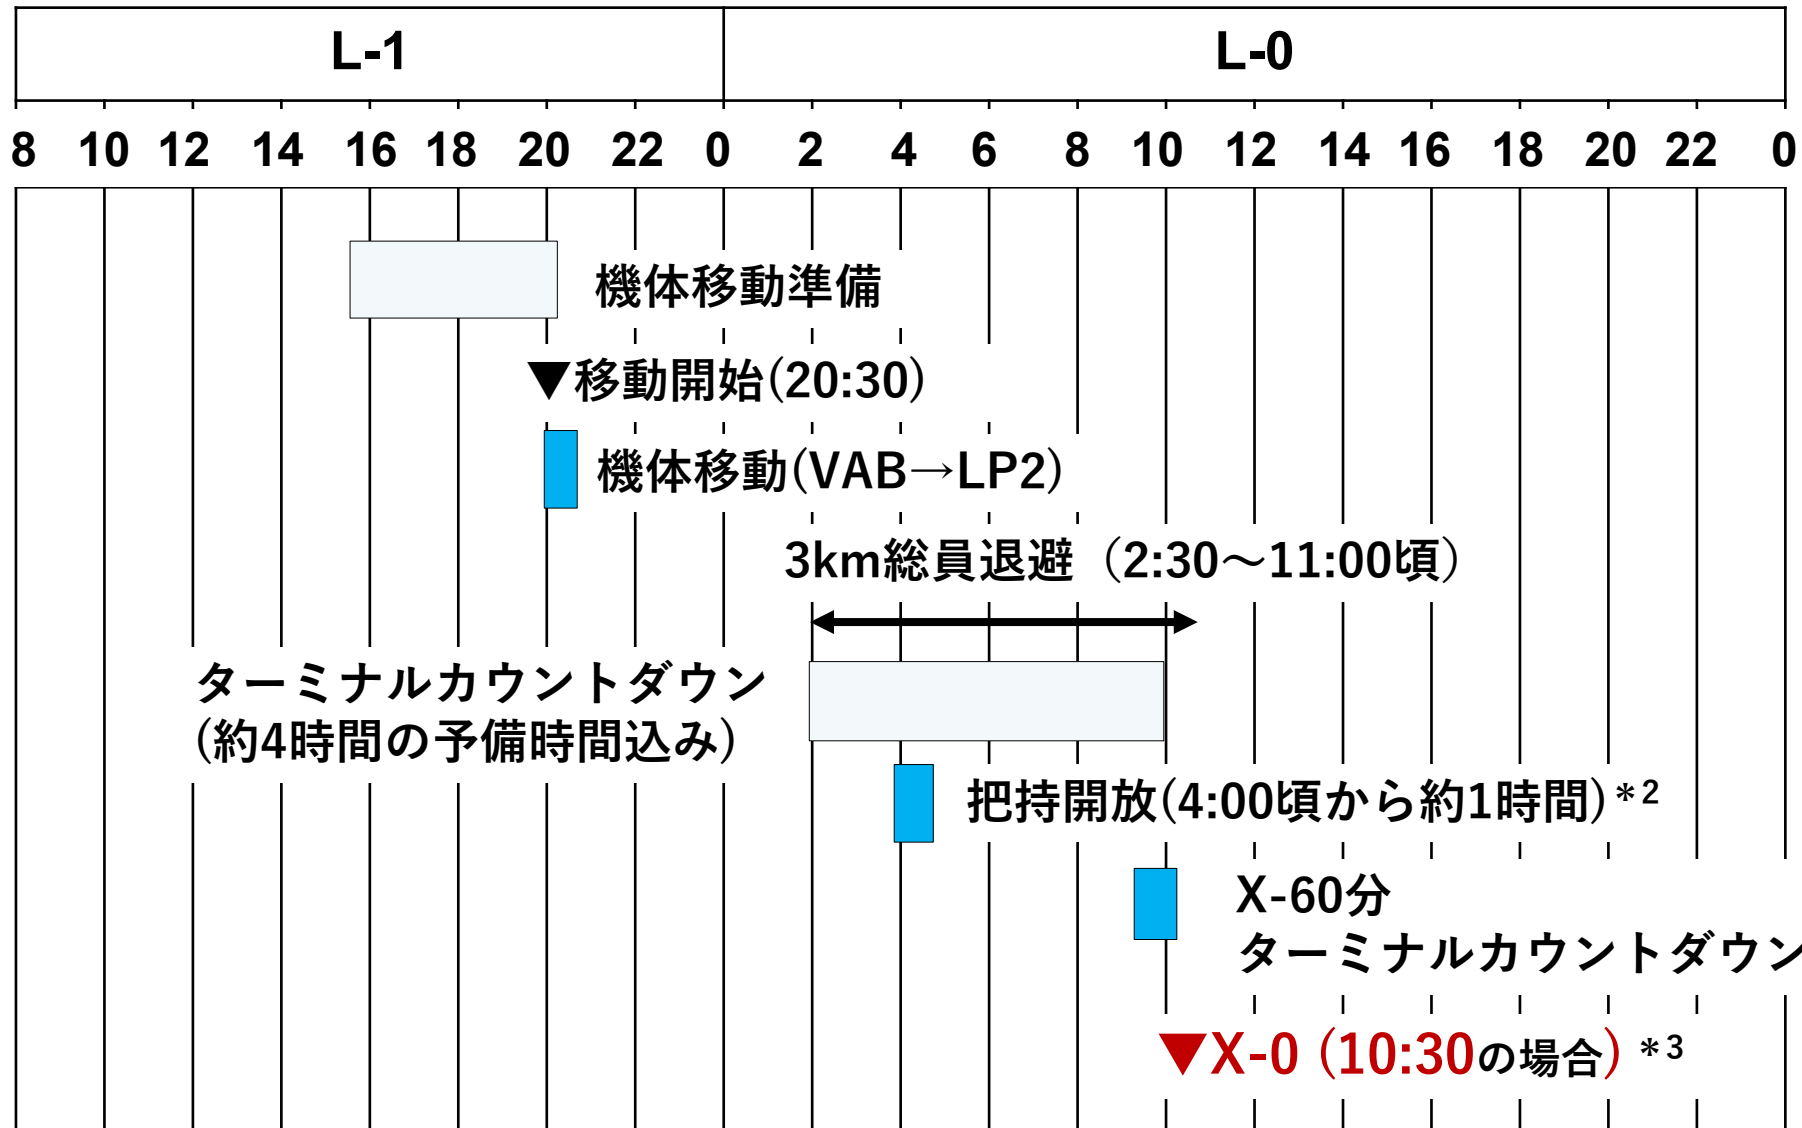 L-1 L-0
8 10 12 14 16 18 20 22 0 2 4 6 8 10 12 14 16 18 20 22 0
機体移動準備
▼移動開始(20:30)
機体移動(VAB→LP2)
3km総員退避（2:30～11:00頃）
ターミナルカウントダウン
(約4時間の予備時間込み)
把持開放(4:00頃から約1時間)*2
X-60分
ターミナルカウントダウン
▼X-0 (10:30の場合) *3